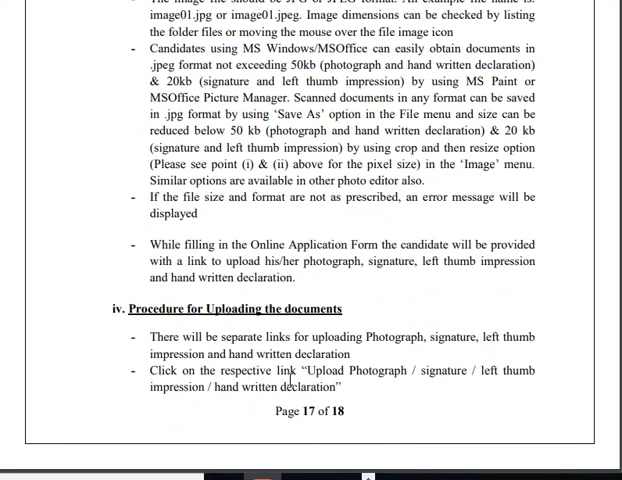 image01.jpg or image01.jpeg. Image dimensions can be checked by listing
the folder files or moving the mouse over the file image icon
- Candidates using MS Windows/MSOffice can easily obtain documents in
.jpeg format not exceeding 50kb (photograph and hand written declaration)
& 20kb (signature and left thumb impression) by using MS Paint or
MSOffice Picture Manager. Scanned documents in any format can be saved
in .jpg format by using ‘Save As’ option in the File menu and size can be
reduced below 50 kb (photograph and hand written declaration) & 20 kb
(signature and left thumb impression) by using crop and then resize option
(Please see point (i) & (ii) above for the pixel size) in the ‘Image’ menu.
Similar options are available in other photo editor also.
- If the file size and format are not as prescribed, an error message will be
displayed
- While filling in the Online Application Form the candidate will be provided
with a link to upload his/her photograph, signature, left thumb impression
and hand written declaration.
iv. Procedure for Uploading the documents
- There will be separate links for uploading Photograph, signature, left thumb
impression and hand written declaration
- Click on the respective link “Upload Photograph / signature / left thumb
impression / hand written declaration”
Page 17 of 18